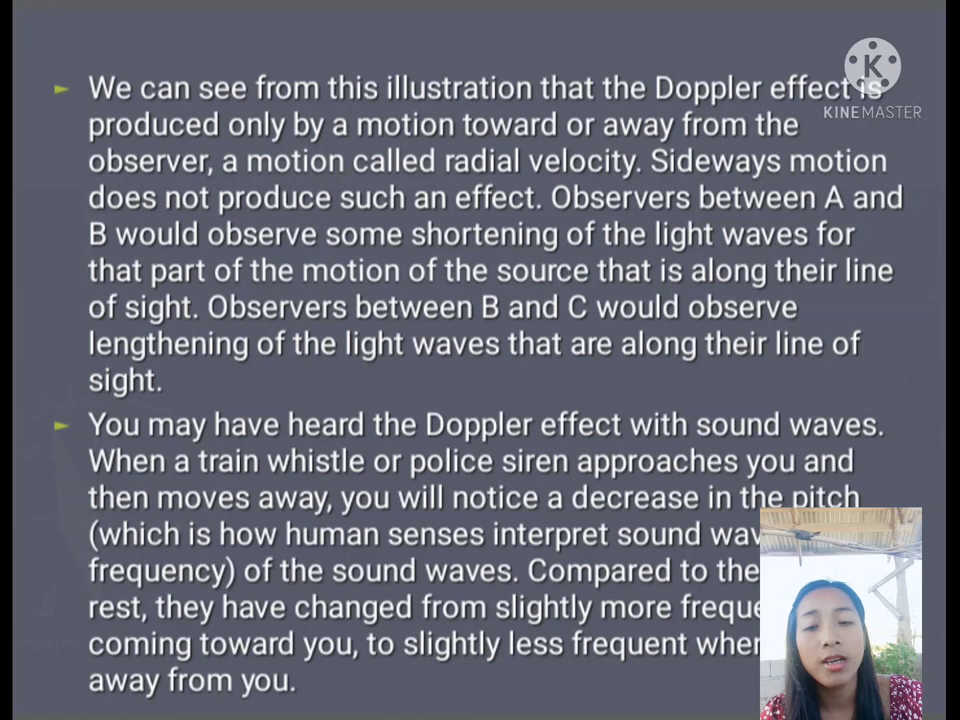 We can see from this illustration that the Doppler effect is
produced only by a motion toward or away from the
observer, a motion called radial velocity. Sideways motion
does not produce such an effect. Observers between A and
B would observe some shortening of the light waves for
that part of the motion of the source that is along their line
of sight. Observers between B and C would observe
lengthening of the light waves that are along their line of
sight.
You may have heard the Doppler effect with sound waves.
When a train whistle or police siren approaches you and
then moves away, you will notice a decrease in the pitch
(which is how human senses interpret sound
frequency) of the sound waves. Compared to the
rest, they have changed from slightly more
coming toward you, to slightly less frequent
away from you.
K
KINEMASTER